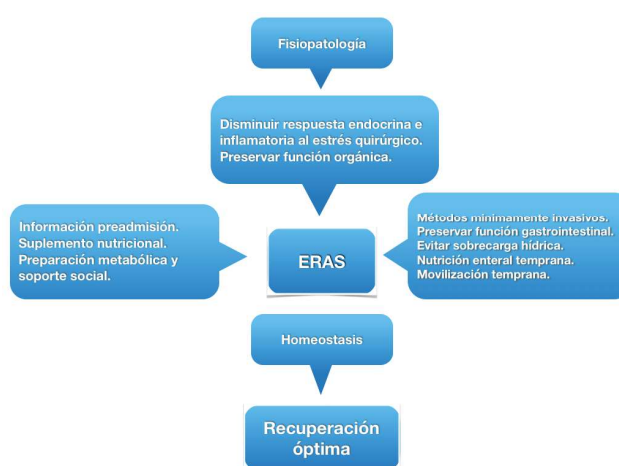 Fisiopatología
Disminuir respuesta endocrina e
inflamatoria al estrés quirúrgico.
Preservar función orgánica.
Información preadmisión.
Suplemento nutricional.
Preparación metabólica y
soporte social.
ERAS
Métodos mínimamente invasivos.
Preservar función gastrointestinal.
Evitar sobrecarga hídrica.
Nutrición enteral temprana.
Movilización temprana.
Homeostasis
Recuperación
óptima